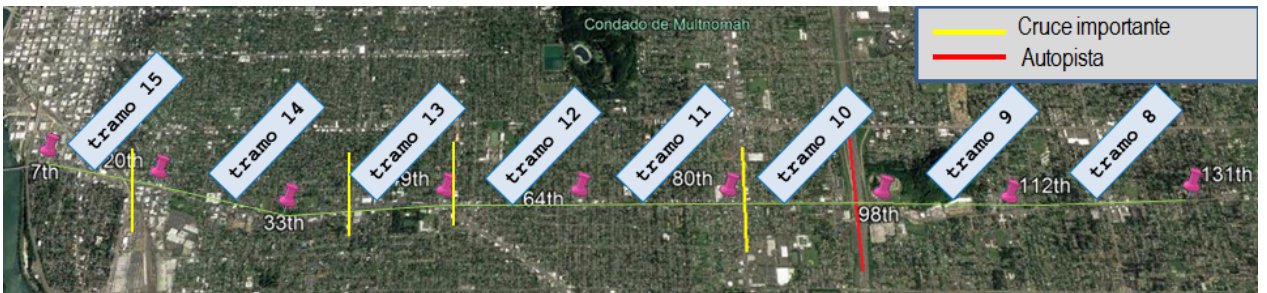 Condado de Multnomah
Cruce importante
Autopista
tramo 15
tramo 14
tramo 13
tramo 12
tramo 11
tramo 10
tramo 9
tramo 8
7th
20th
33th
9th
64th
80th
98th
112th
131th